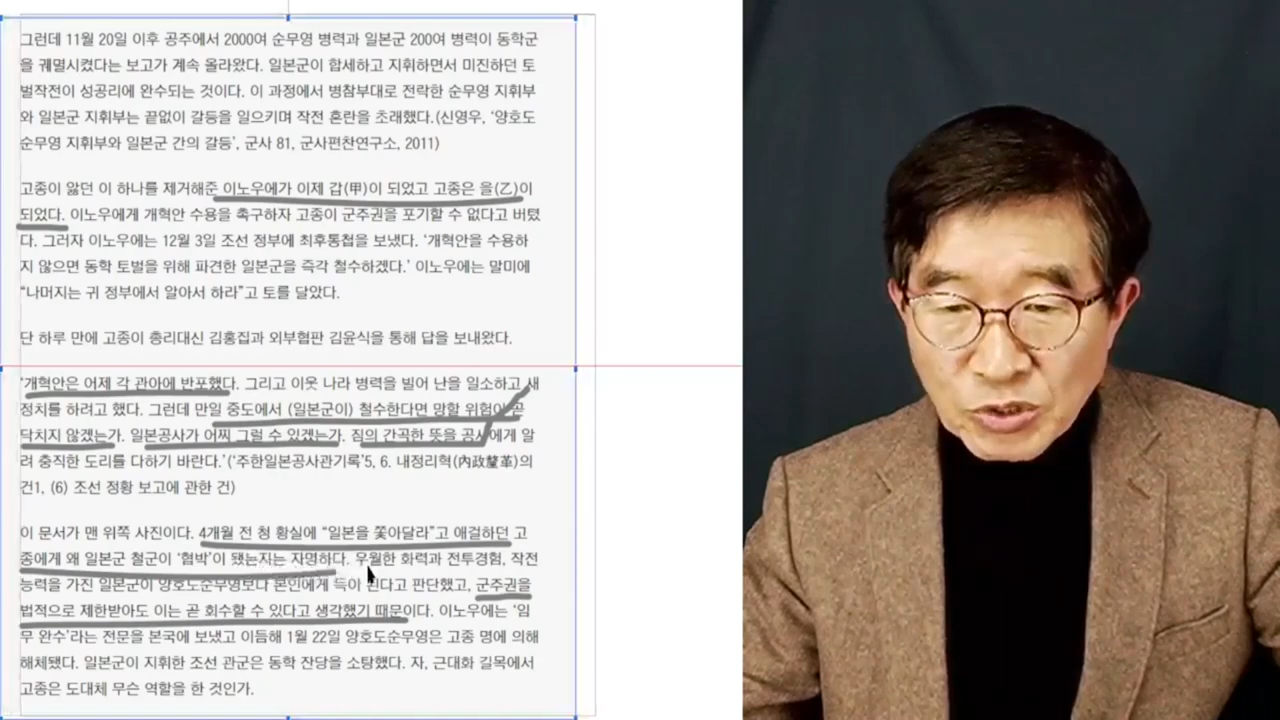 그런데 11월 20일 이후 공주에서 2000여 순무영 병력과 일본군 200여 병력이 동학군
을 궤멸시켰다는 보고가 계속 올라왔다. 일본군이 합세하고 지휘하면서 미진하던 토
벌작전이 성공리에 완수되는 것이다. 이 과정에서 병참부대로 전락한 순무영 지휘부
와 일본군 지휘부는 끝없이 갈등을 일으키며 작전 혼란을 초래했다.(신영우, ‘양호도
순무영 지휘부와 일본군 간의 갈등’, 군사 81, 군사편찬연구소, 2011)
고종이 앓던 이 하나를 제거해준 이노우에가 이제 갑(甲)이 되었고 고종은 을(乙)이
되었다. 이노우에게 개혁안 수용을 촉구하자 고종이 군주권을 포기할 수 없다고 버텼
다. 그러자 이노우에는 12월 3일 조선 정부에 최후통첩을 보냈다. ‘개혁안을 수용하
지 않으면 동학 토벌을 위해 파견한 일본군을 즉각 철수하겠다.’ 이노우에는 말미에
“나머지는 귀 정부에서 알아서 하라”고 토를 달았다.
단 하루 만에 고종이 총리대신 김홍집과 외부협판 김윤식을 통해 답을 보내왔다.
‘개혁안은 어제 각 관아에 반포했다. 그리고 이웃 나라 병력을 빌어 난을 일소하고 새
정치를 하려고 했다. 그런데 만일 중도에서 (일본군이) 철수한다면 망할 위험이 곧
닥치지 않겠는가. 일본공사가 어찌 그럴 수 있겠는가. 짐의 간곡한 뜻을 공사에게 알
려 충직한 도리를 다하기 바란다.’(‘주한일본공사관기록’5, 6. 내정리혁(內政釐革)의
건1, (6) 조선 정황 보고에 관한 건)
이 문서가 맨 위쪽 사진이다. 4개월 전 청 황실에 “일본을 쫓아달라”고 애걸하던 고
종에게 왜 일본군 철군이 ‘협박’이 됐는지는 자명하다. 우월한 화력과 전투경험, 작전
능력을 가진 일본군이 양호도순무영보다 본인에게 득이 된다고 판단했고, 군주권을
법적으로 제한받아도 이는 곧 회수할 수 있다고 생각했기 때문이다. 이노우에는 ‘임
무 완수’라는 전문을 본국에 보냈고 이듬해 1월 22일 양호도순무영은 고종 명에 의해
해체됐다. 일본군이 지휘한 조선 관군은 동학 잔당을 소탕했다. 자, 근대화 길목에서
고종은 도대체 무슨 역할을 한 것인가.